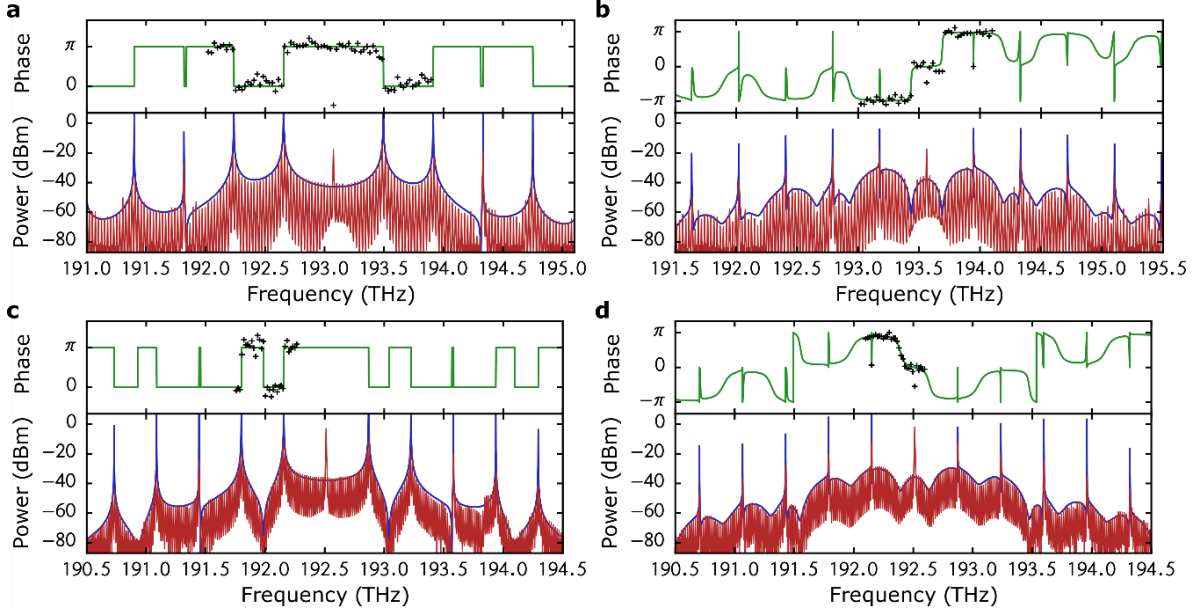 a
Phase
π
0
Power (dBm)
0
−20
−40
−60
−80
191.0 191.5 192.0 192.5 193.0 193.5 194.0 194.5 195.0
Frequency (THz)
b
Phase
π
0
−π
Power (dBm)
0
−20
−40
−60
−80
191.5 192.0 192.5 193.0 193.5 194.0 194.5 195.0 195.5
Frequency (THz)
c
Phase
π
0
Power (dBm)
0
−20
−40
−60
−80
190.5 191.0 191.5 192.0 192.5 193.0 193.5 194.0 194.5
Frequency (THz)
d
Phase
π
0
−π
Power (dBm)
0
−20
−40
−60
−80
190.5 191.0 191.5 192.0 192.5 193.0 193.5 194.0 194.5
Frequency (THz)